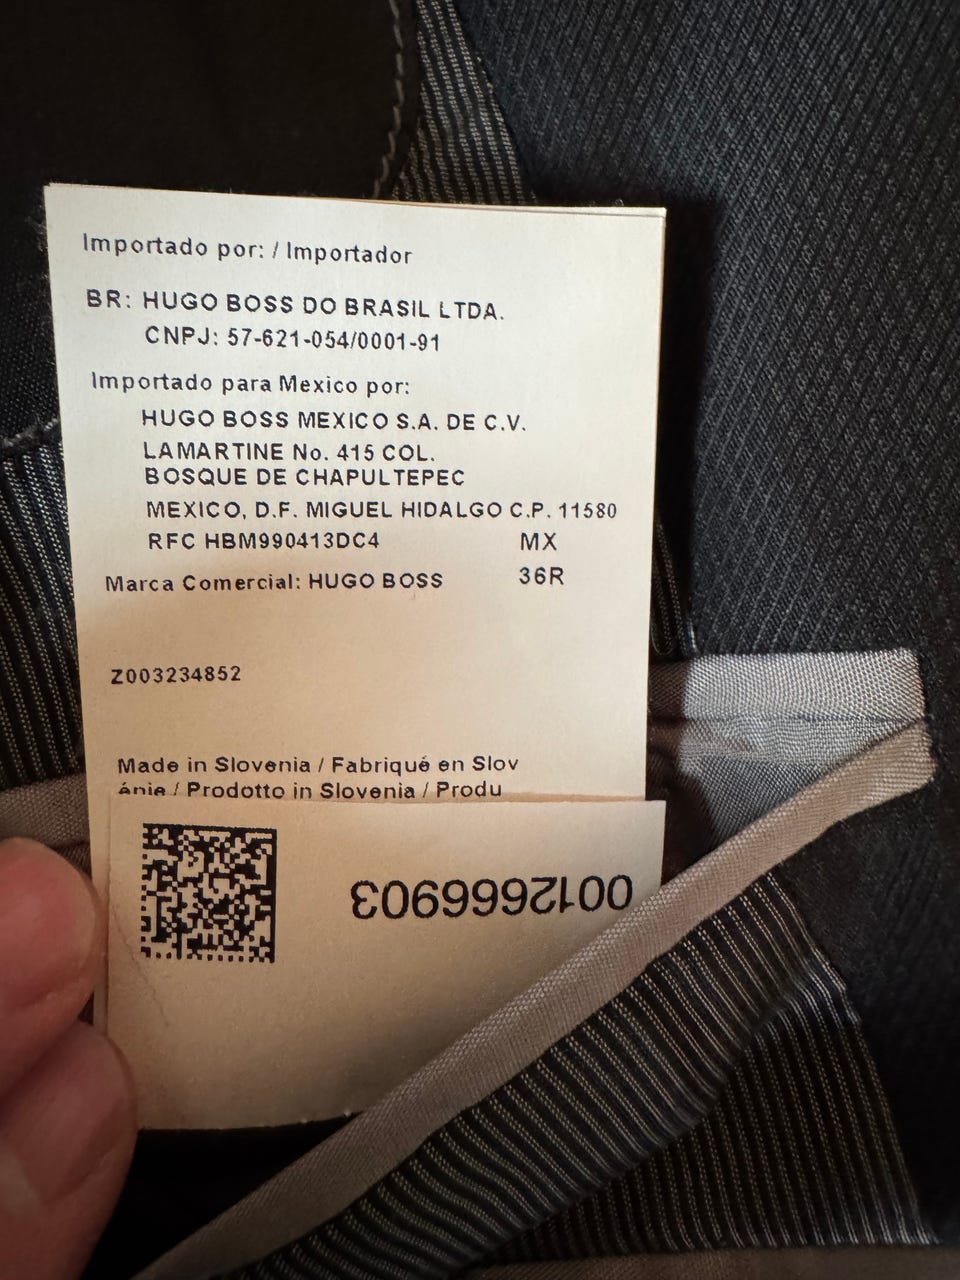 Importado por: / Importador
BR: HUGO BOSS DO BRASIL LTDA.
CNPJ: 57-621-054/0001-91
Importado para Mexico por:
HUGO BOSS MEXICO S.A. DE C.V.
LAMARTINE No. 415 COL.
BOSQUE DE CHAPULTEPEC
MEXICO, D.F. MIGUEL HIDALGO C.P. 11580
RFC HBM990413DC4 MX
Marca Comercial: HUGO BOSS 36R
Z003234852
Made in Slovenia / Fabriqué en Slov
énie / Prodotto in Slovenia / Produ
0012666903